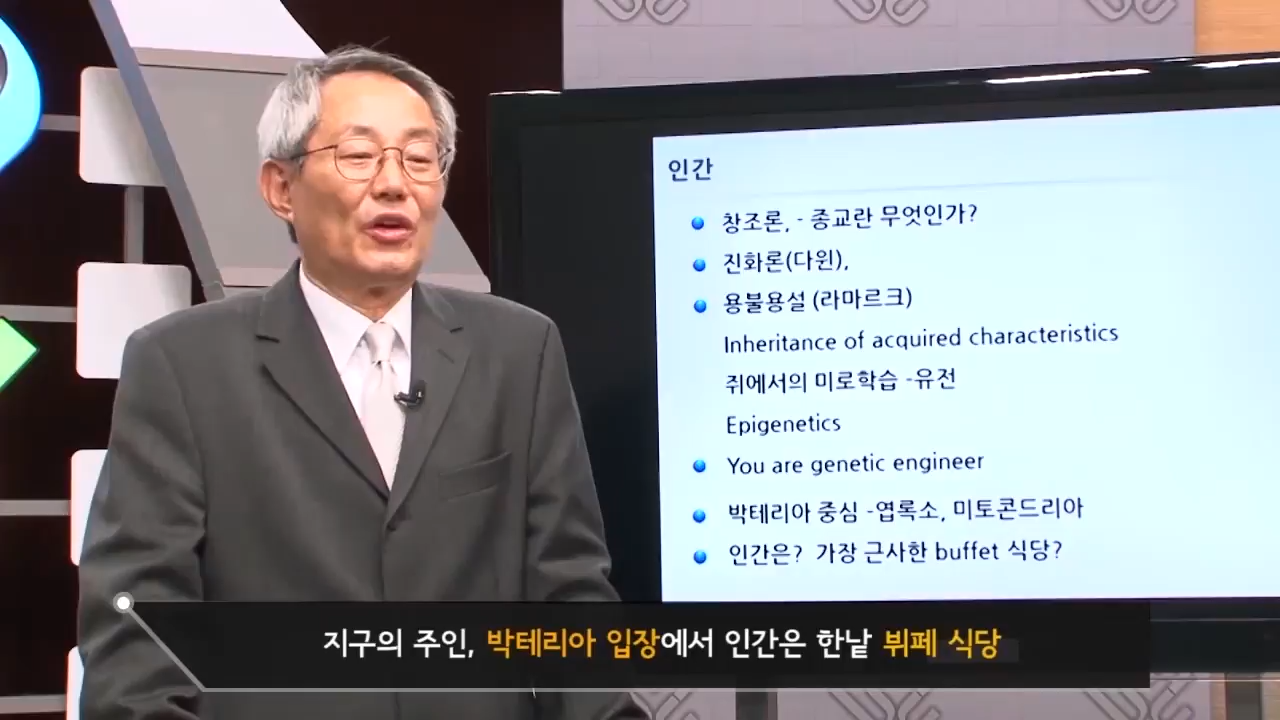 인간
창조론, - 종교란 무엇인가?
진화론(다윈),
용불용설 (라마르크)
Inheritance of acquired characteristics
쥐에서의 미로학습 -유전
Epigenetics
You are genetic engineer
박테리아 중심 -엽록소, 미토콘드리아
인간은? 가장 근사한 buffet 식당?
지구의 주인, 박테리아 입장에서 인간은 한낱 뷔페 식당